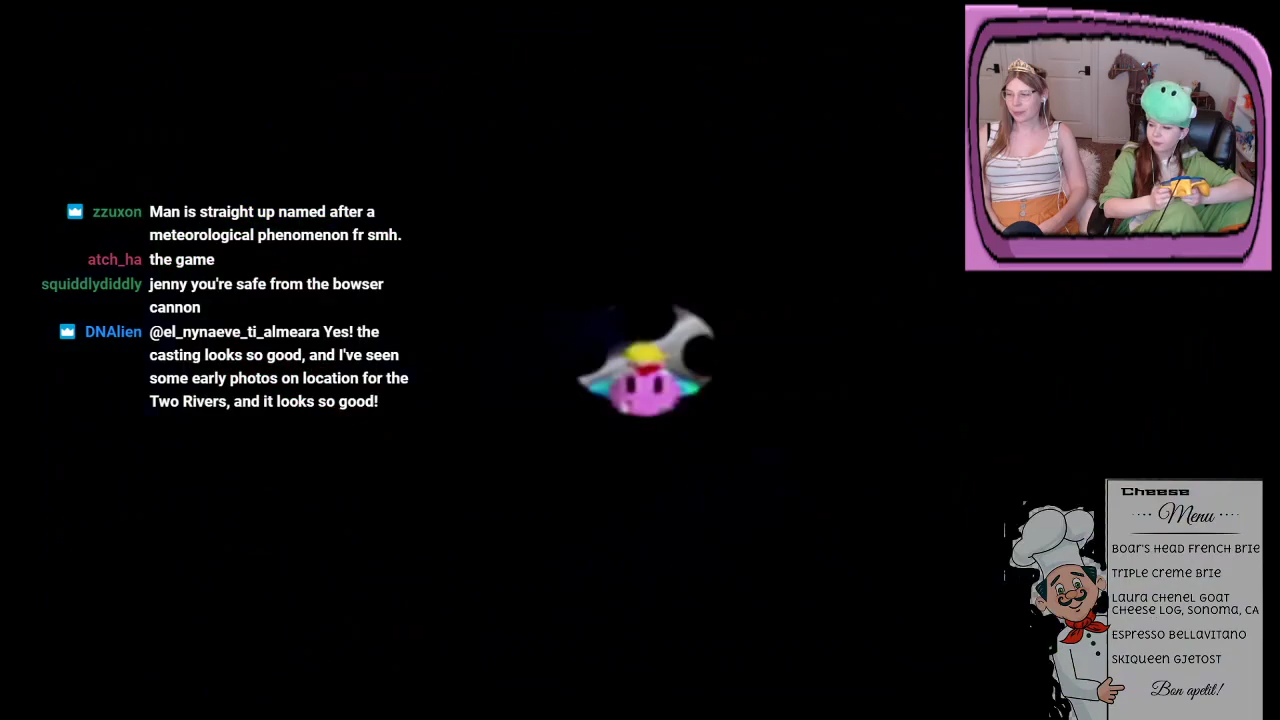 zzuxon Man is straight up named after a
meteorological phenomenon fr smh.
atch_ha the game
squiddlydiddly jenny you're safe from the bowser
cannon
DNAlien @el_nynaeve_ti_almeara Yes! the
casting looks so good, and I've seen
some early photos on location for the
Two Rivers, and it looks so good!
Cheese
Menu
Boar's Head French Brie
Triple Creme Brie
Laura Chenel Goat
Cheese Log, Sonoma, CA
Espresso Bellavitano
Skiqueen Gjetost
Bon apetit!